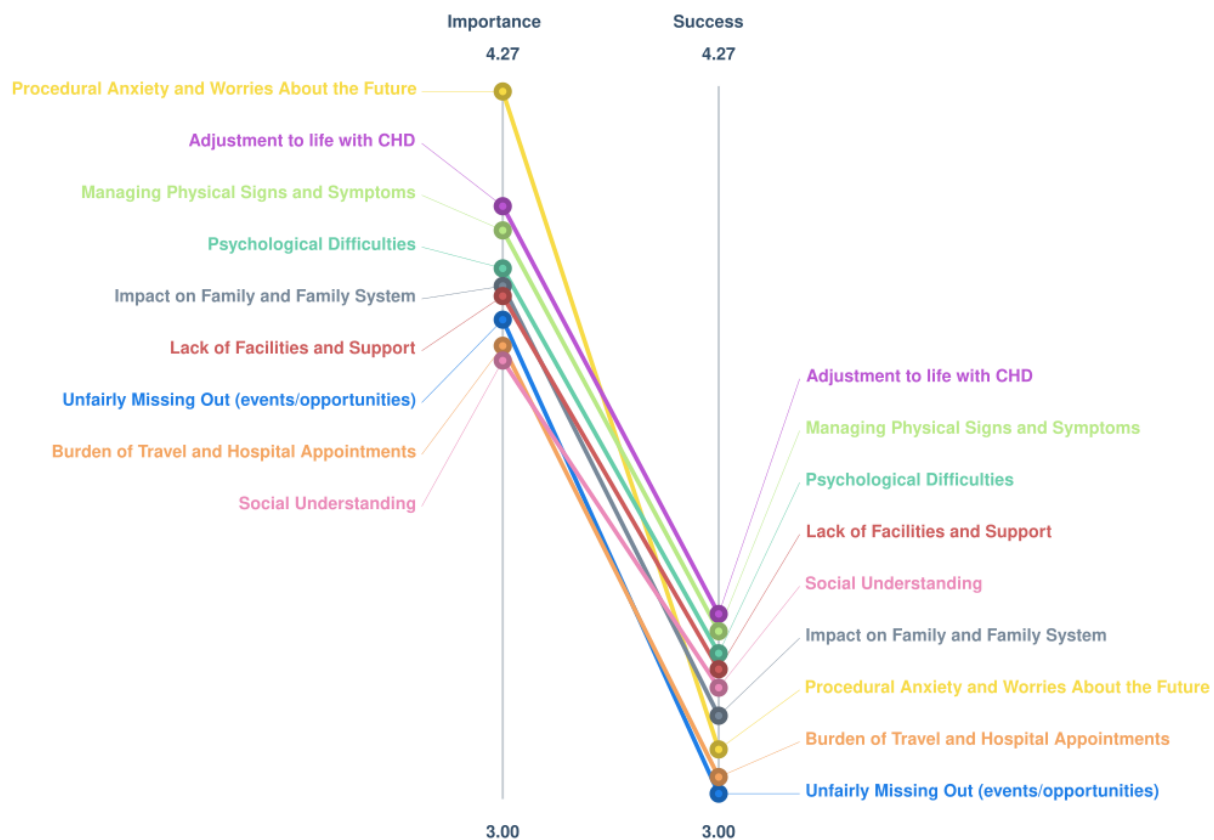 Importance
Success
4.27
4.27
Procedural Anxiety and Worries About the Future
Adjustment to life with CHD
Managing Physical Signs and Symptoms
Psychological Difficulties
Impact on Family and Family System
Lack of Facilities and Support
Unfairly Missing Out (events/opportunities)
Burden of Travel and Hospital Appointments
Social Understanding
Adjustment to life with CHD
Managing Physical Signs and Symptoms
Psychological Difficulties
Lack of Facilities and Support
Social Understanding
Impact on Family and Family System
Procedural Anxiety and Worries About the Future
Burden of Travel and Hospital Appointments
Unfairly Missing Out (events/opportunities)
3.00
3.00